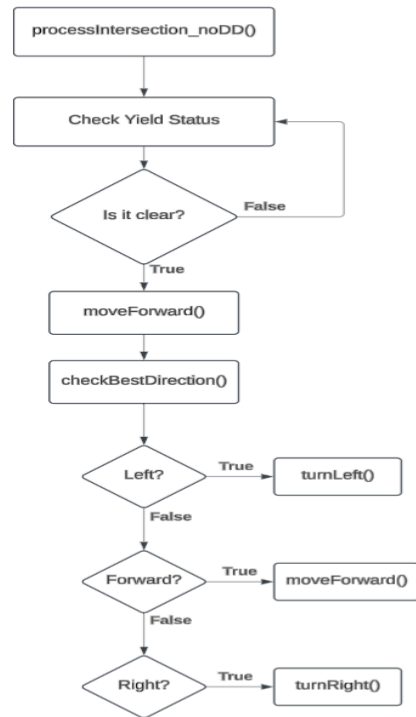 processIntersection_noDD()
Check Yield Status
Is it clear?
False
True
moveForward()
checkBestDirection()
Left?
True
turnLeft()
False
Forward?
True
moveForward()
False
Right?
True
turnRight()